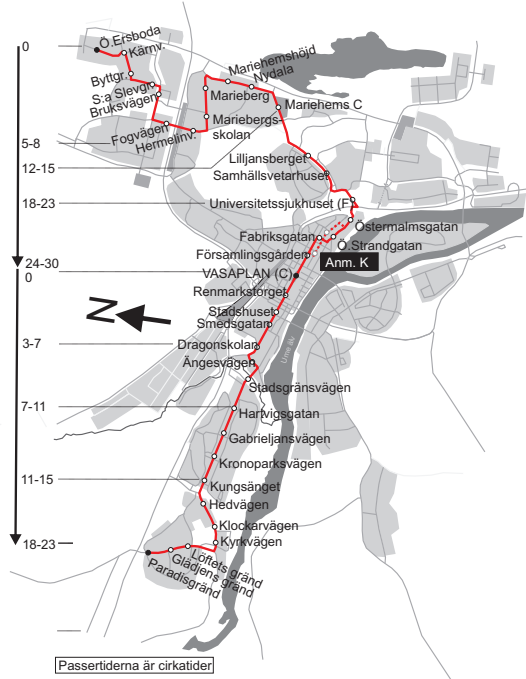 0
Ö.Ersboda
Kärnv.
Byttgr.
S:a Slevgr.
Bruksvägen
Fogvägen
Hermelinv.
Mariehemshöjd
Nydala
Marieberg
Mariebergs-
skolan
Mariehems C
5-8
12-15
Lilljansberget
Samhällsvetarhuset
18-23
Universitetssjukhuset (F)
Östermalmsgatan
Fabriksgatan
Ö.Strandgatan
Församlingsgården
Anm. K
24-30
0
VASAPLAN (C)
Renmarkstorget
N
Stadshuset
Smedsgatan
Ume älv
3-7
Dragonskolan
Ängesvägen
Stadsgränsvägen
7-11
Hartvigsgatan
Gabrieljansvägen
Kronoparksvägen
11-15
Kungsänget
Hedvägen
Klockarvägen
18-23
Kyrkvägen
Löftets gränd
Glädjens gränd
Paradisgränd
Passertiderna är cirkatider